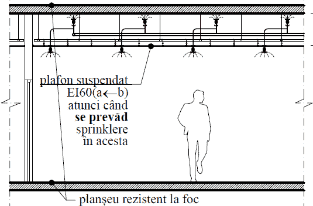 plafon suspendat
EI60(a←b)
atunci când
se prevăd
sprinklere
în acesta
planșeu rezistent la foc